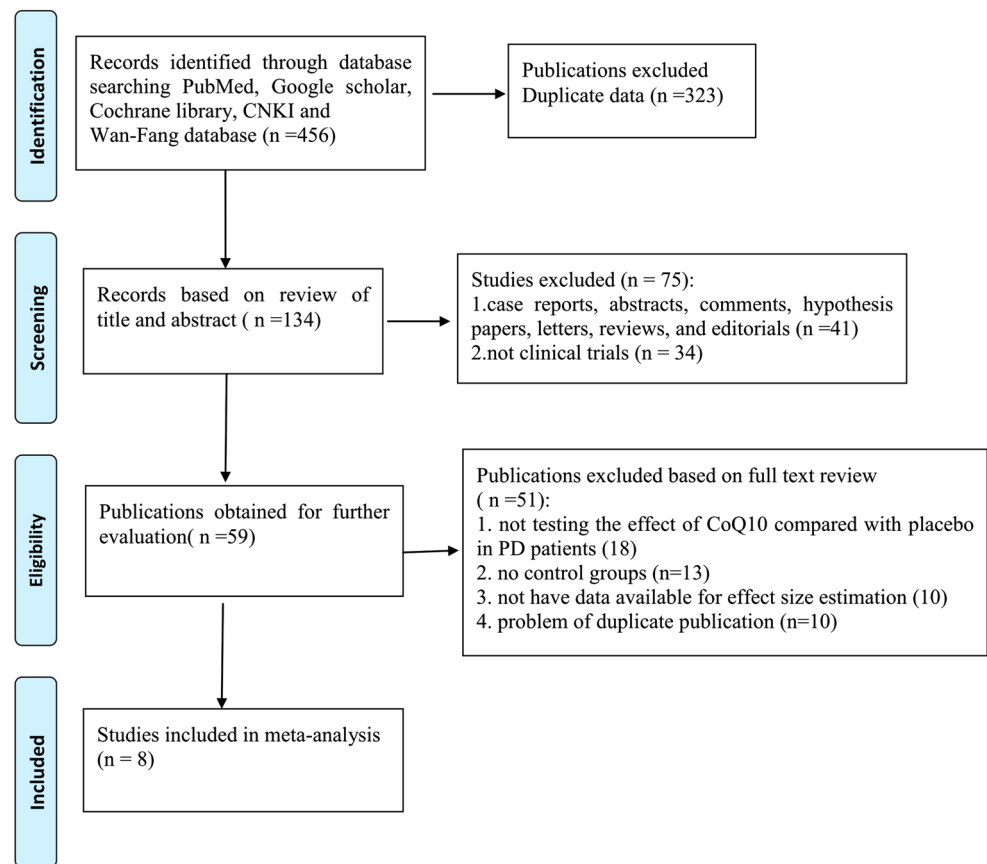 Identification
Records identified through database
searching PubMed, Google scholar,
Cochrane library, CNKI and
Wan-Fang database (n =456)
Publications excluded
Duplicate data (n =323)
Screening
Records based on review of
title and abstract ( n =134)
Studies excluded (n = 75):
1.case reports, abstracts, comments, hypothesis
papers, letters, reviews, and editorials (n =41)
2.not clinical trials (n = 34)
Eligibility
Publications obtained for further
evaluation( n =59)
Publications excluded based on full text review
( n =51):
1. not testing the effect of CoQ10 compared with placebo
in PD patients (18)
2. no control groups (n=13)
3. not have data available for effect size estimation (10)
4. problem of duplicate publication (n=10)
Included
Studies included in meta-analysis
(n = 8)